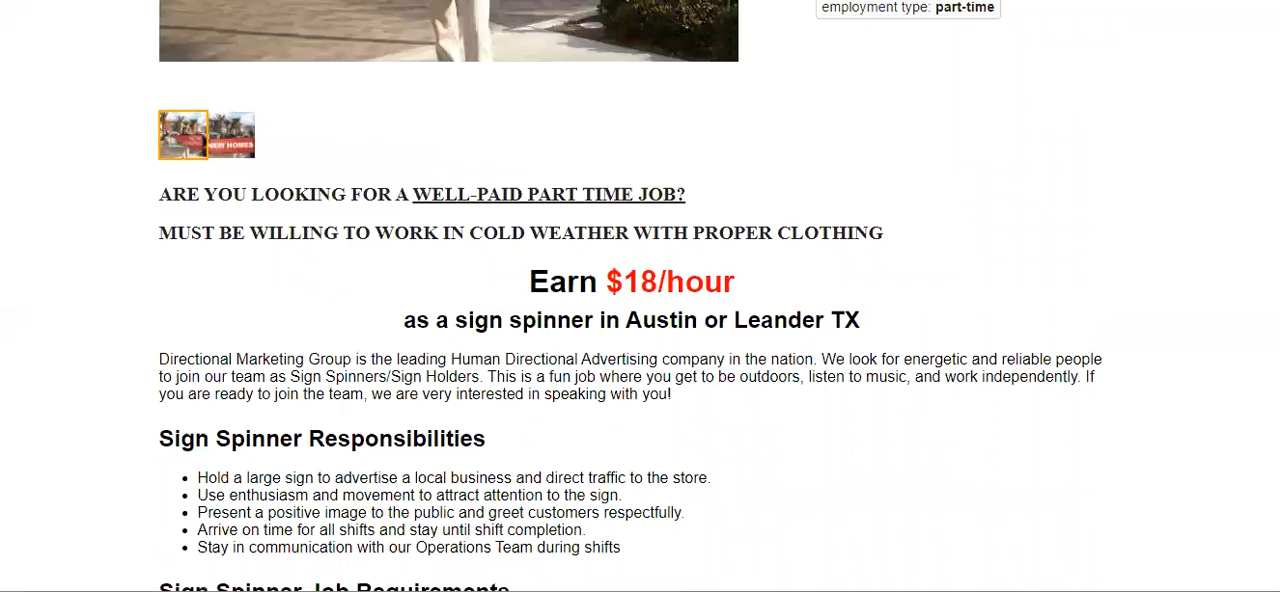 employment type: part-time
NEW HOMES
ARE YOU LOOKING FOR A WELL-PAID PART TIME JOB?
MUST BE WILLING TO WORK IN COLD WEATHER WITH PROPER CLOTHING
Earn $18/hour
as a sign spinner in Austin or Leander TX
Directional Marketing Group is the leading Human Directional Advertising company in the nation. We look for energetic and reliable people
to join our team as Sign Spinners/Sign Holders. This is a fun job where you get to be outdoors, listen to music, and work independently. If
you are ready to join the team, we are very interested in speaking with you!
Sign Spinner Responsibilities
• Hold a large sign to advertise a local business and direct traffic to the store.
• Use enthusiasm and movement to attract attention to the sign.
• Present a positive image to the public and greet customers respectfully.
• Arrive on time for all shifts and stay until shift completion.
• Stay in communication with our Operations Team during shifts
Sign Spinner Job Requirements